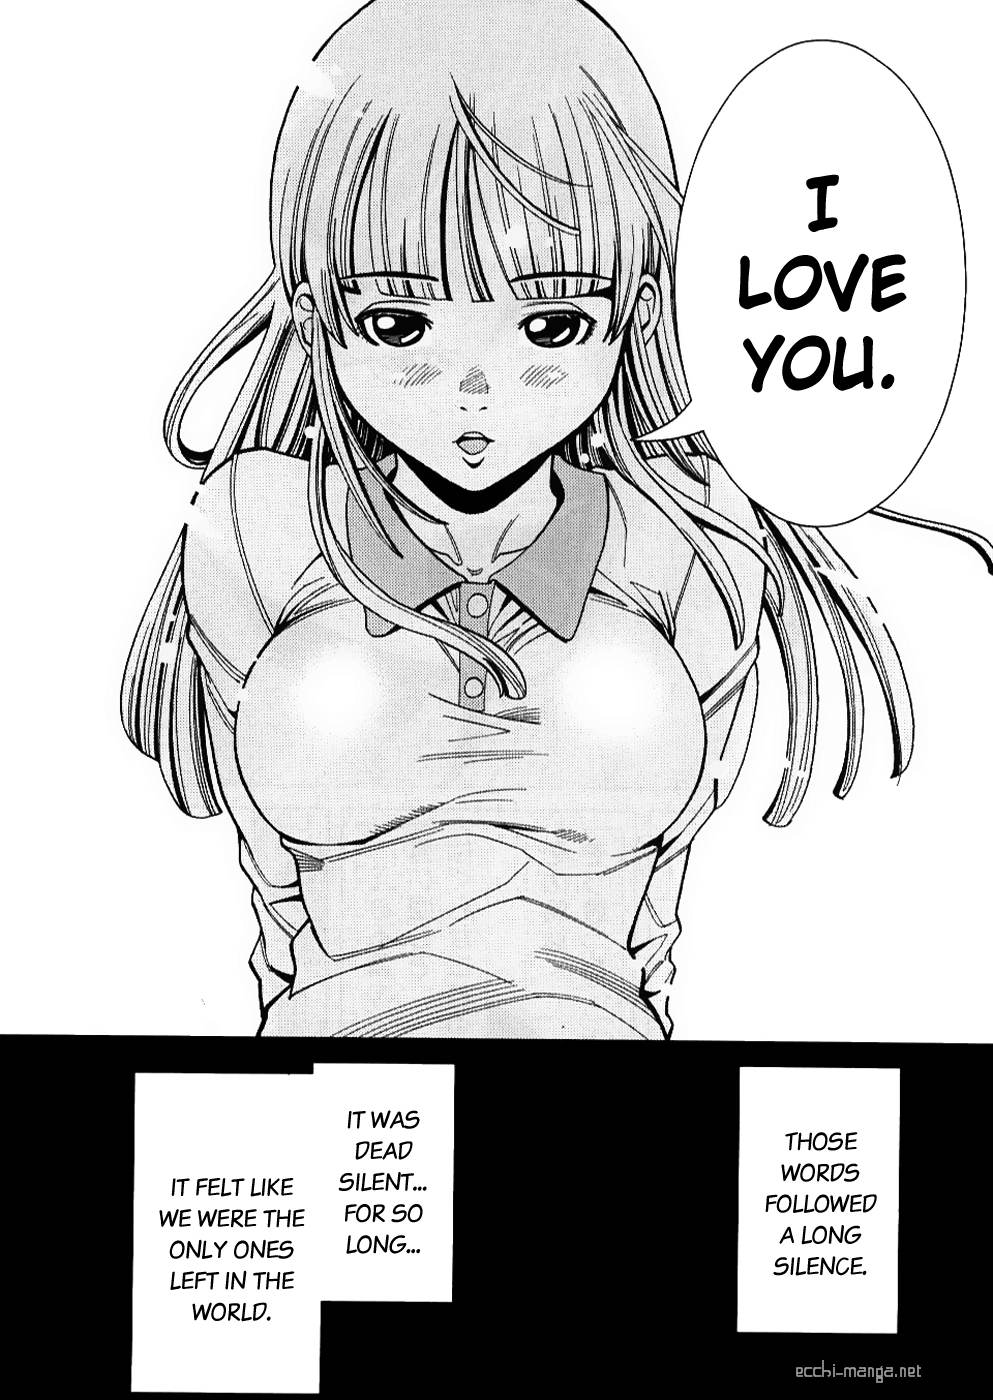 I
LOVE
YOU.
THOSE
WORDS
FOLLOWED
A LONG
SILENCE.
IT WAS
DEAD
SILENT...
FOR SO
LONG...
IT FELT LIKE
WE WERE THE
ONLY ONES
LEFT IN THE
WORLD.
ecchi-manga.net